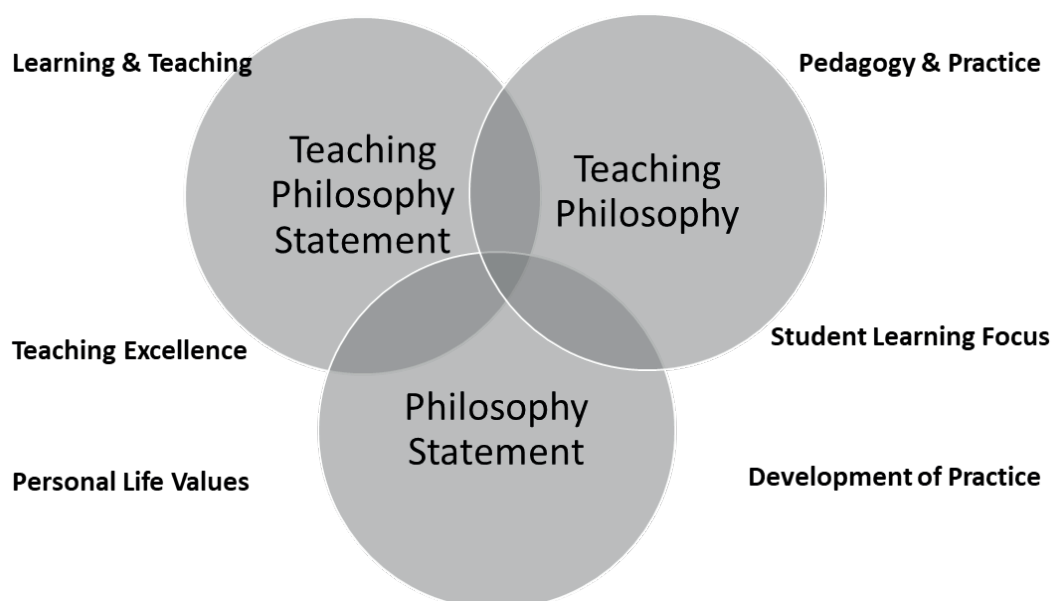 Learning & Teaching
Pedagogy & Practice
Teaching
Philosophy
Statement
Teaching
Philosophy
Teaching Excellence
Student Learning Focus
Philosophy
Statement
Personal Life Values
Development of Practice